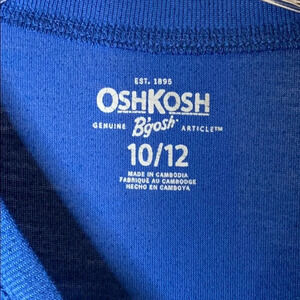 EST. 1895
OSHKOSH
GENUINE B'gosh ARTICLE™
10/12
MADE IN CAMBODIA
FABRIQUÉ AU CAMBODGE
HECHO EN CAMBOYA